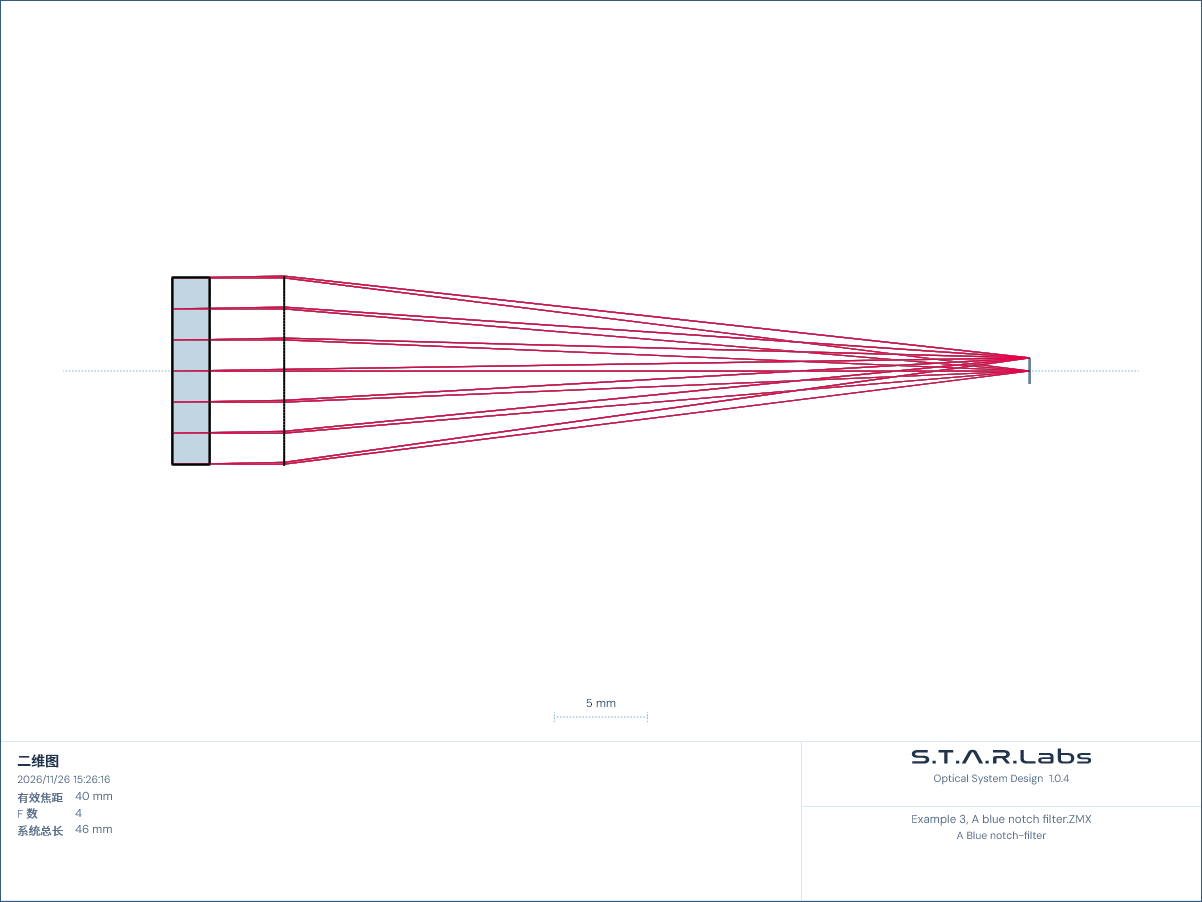 5 mm
二维图
2026/11/26 15:26:16
有效焦距 40 mm
F 数 4
系统总长 46 mm
S.T.A.R.Labs
Optical System Design 1.0.4
Example 3, A blue notch filter.ZMX
A Blue notch-filter